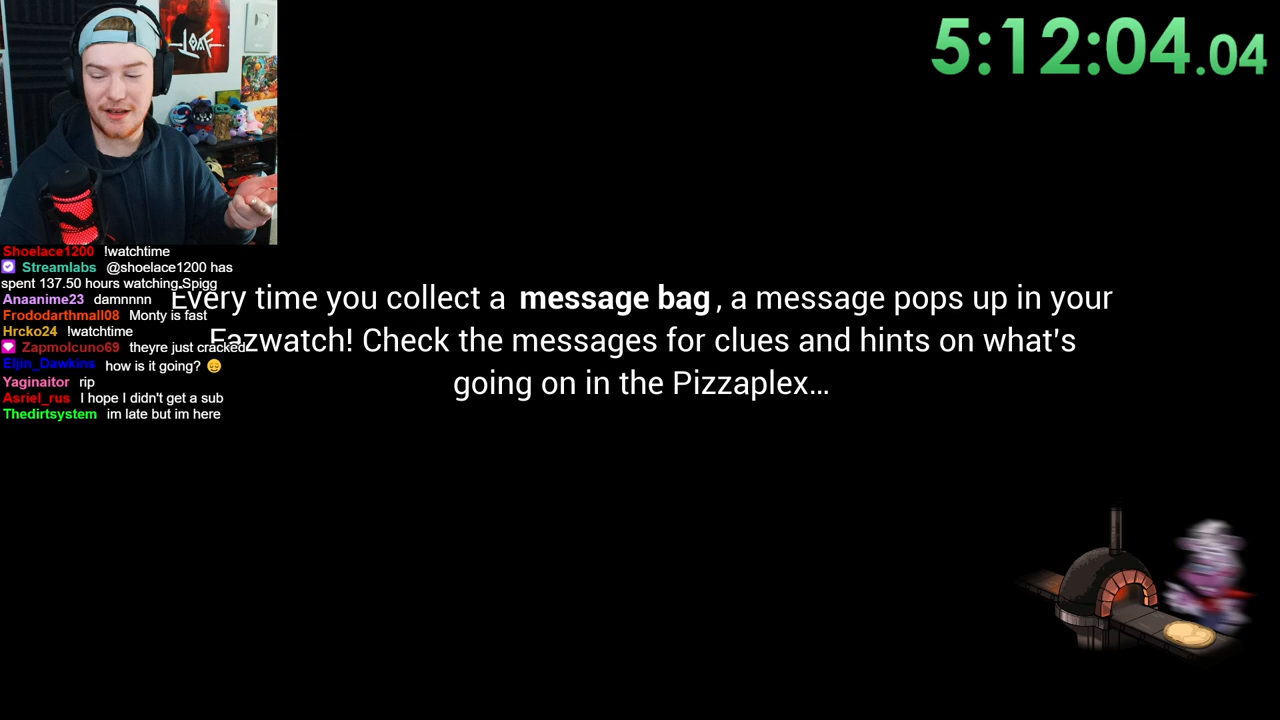 5:12:04.04
LOAF
Shoelace1200 !watchtime
Streamlabs @shoelace1200 has
spent 137.50 hours watching Spigg
Anaanime23 damnnnn
Frododarthmall08 Monty is fast
Hrcko24 !watchtime
Zapmolcuno69 theyre just cracked
Eljin_Dawkins how is it going? 😔
Yaginaitor rip
Asriel_rus I hope I didn't get a sub
Thedirtsystem im late but im here
Every time you collect a message bag, a message pops up in your
Fazwatch! Check the messages for clues and hints on what's
going on in the Pizzaplex...